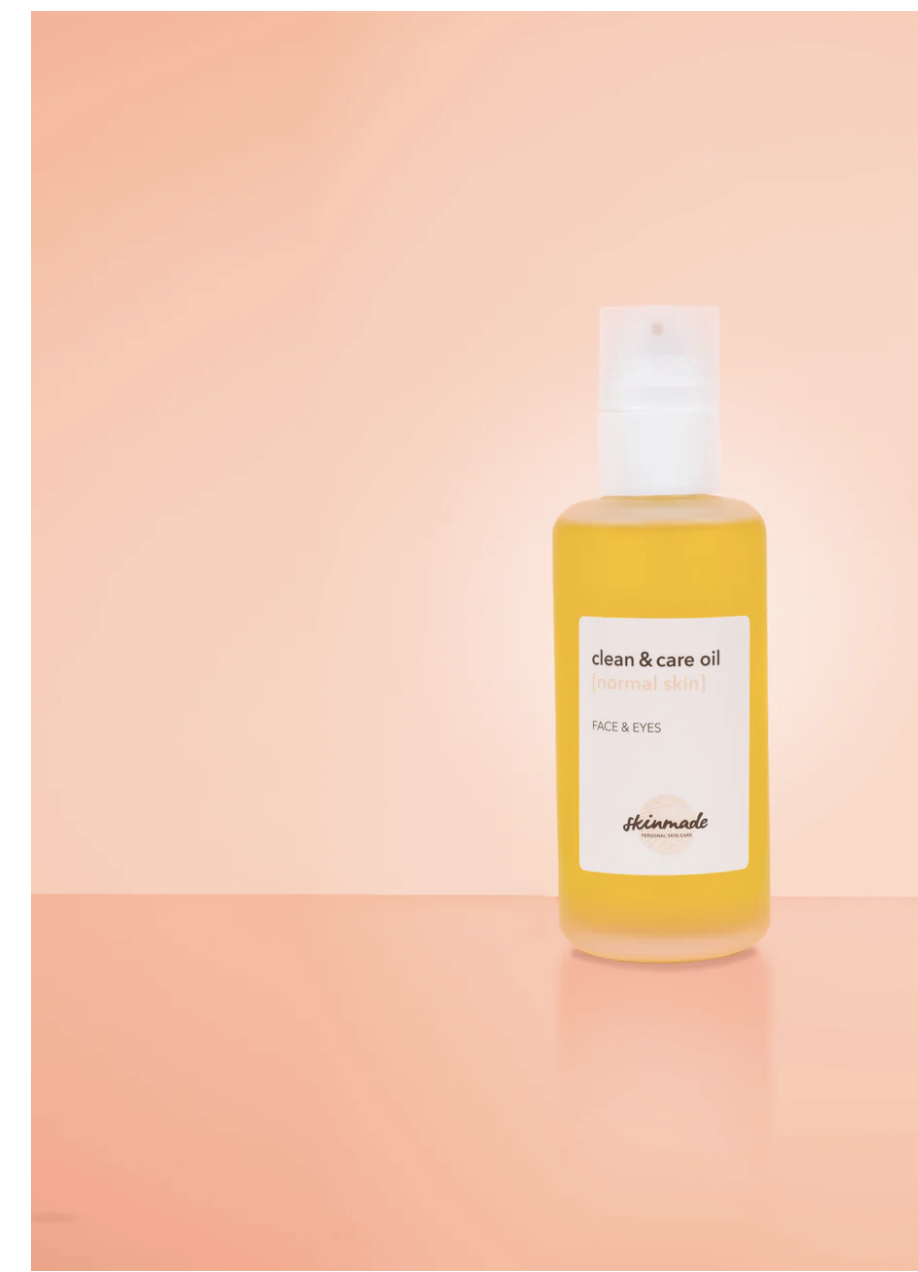 clean & care oil
[normal skin]
FACE & EYES
skinmade
PERSONAL SKIN CARE